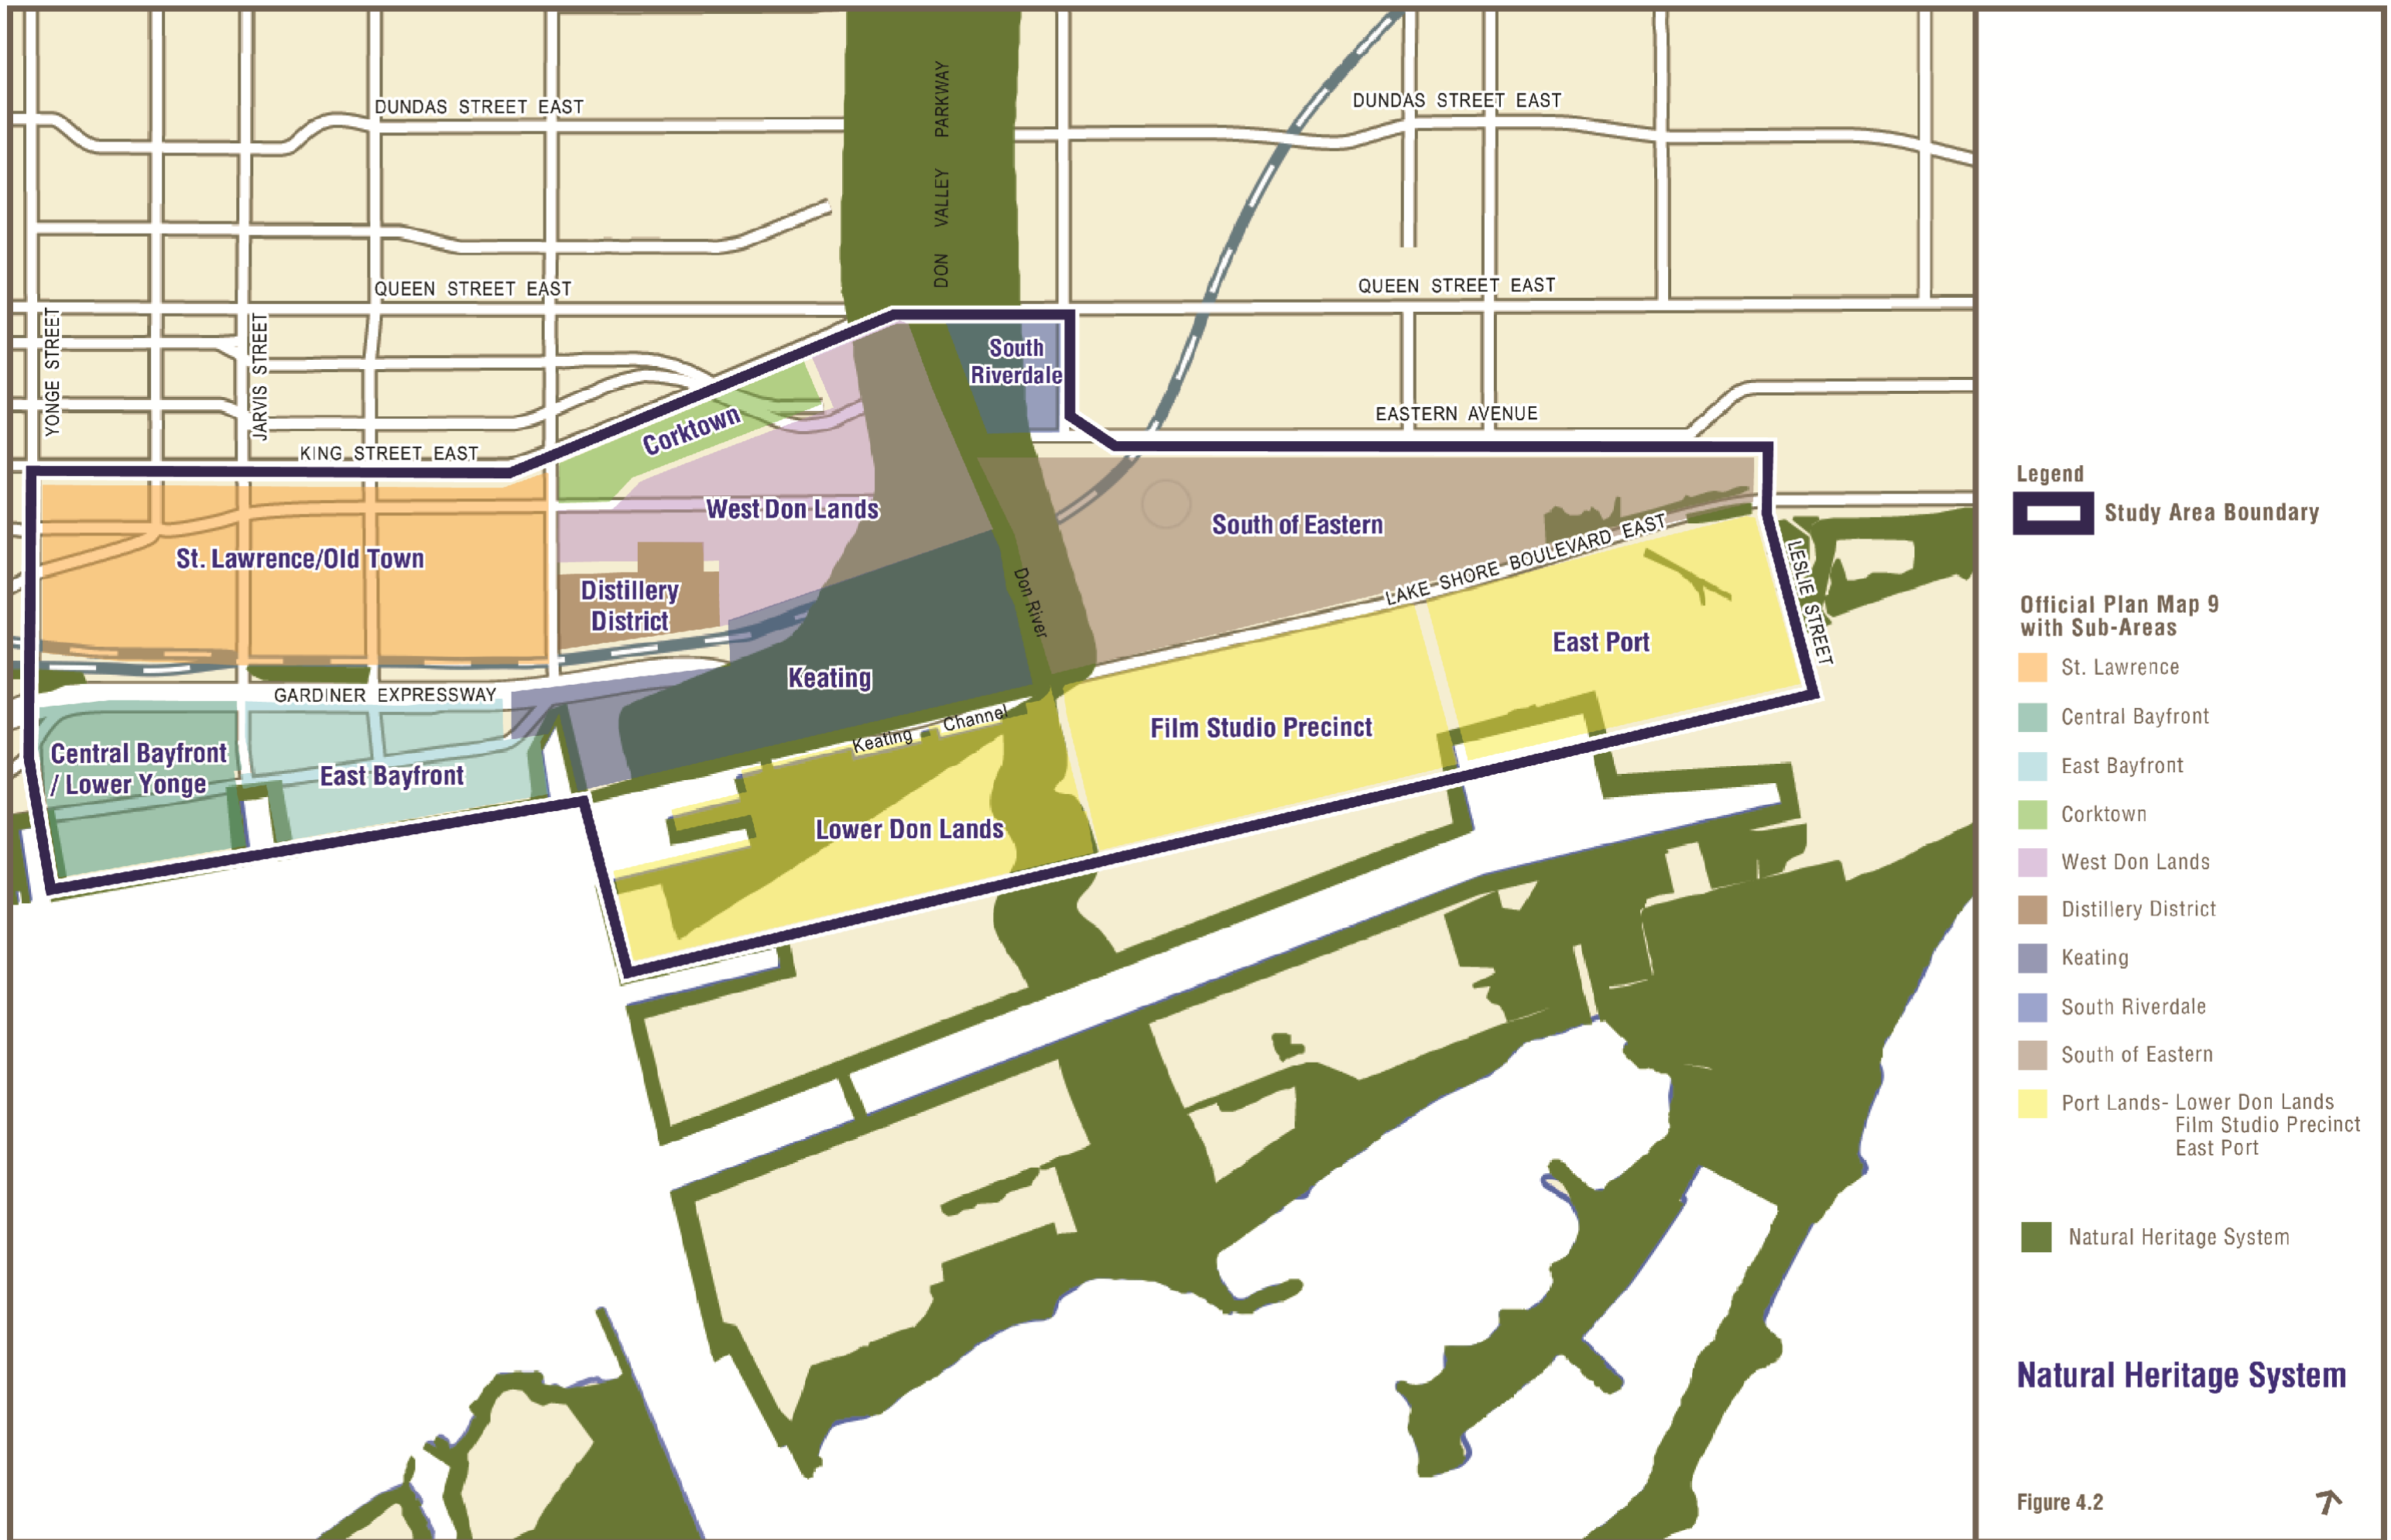 DUNDAS STREET EAST
DUNDAS STREET EAST
DON VALLEY PARKWAY
QUEEN STREET EAST
QUEEN STREET EAST
YONGE STREET
JARVIS STREET
South
Riverdale
EASTERN AVENUE
KING STREET EAST
Corktown
West Don Lands
South of Eastern
St. Lawrence/Old Town
LAKE SHORE BOULEVARD EAST
LESLIE STREET
Distillery
District
Don River
East Port
Keating
GARDINER EXPRESSWAY
Keating Channel
Film Studio Precinct
Central Bayfront
/ Lower Yonge
East Bayfront
Lower Don Lands
Legend
Study Area Boundary
Official Plan Map 9
with Sub-Areas
St. Lawrence
Central Bayfront
East Bayfront
Corktown
West Don Lands
Distillery District
Keating
South Riverdale
South of Eastern
Port Lands- Lower Don Lands
Film Studio Precinct
East Port
Natural Heritage System
Natural Heritage System
Figure 4.2